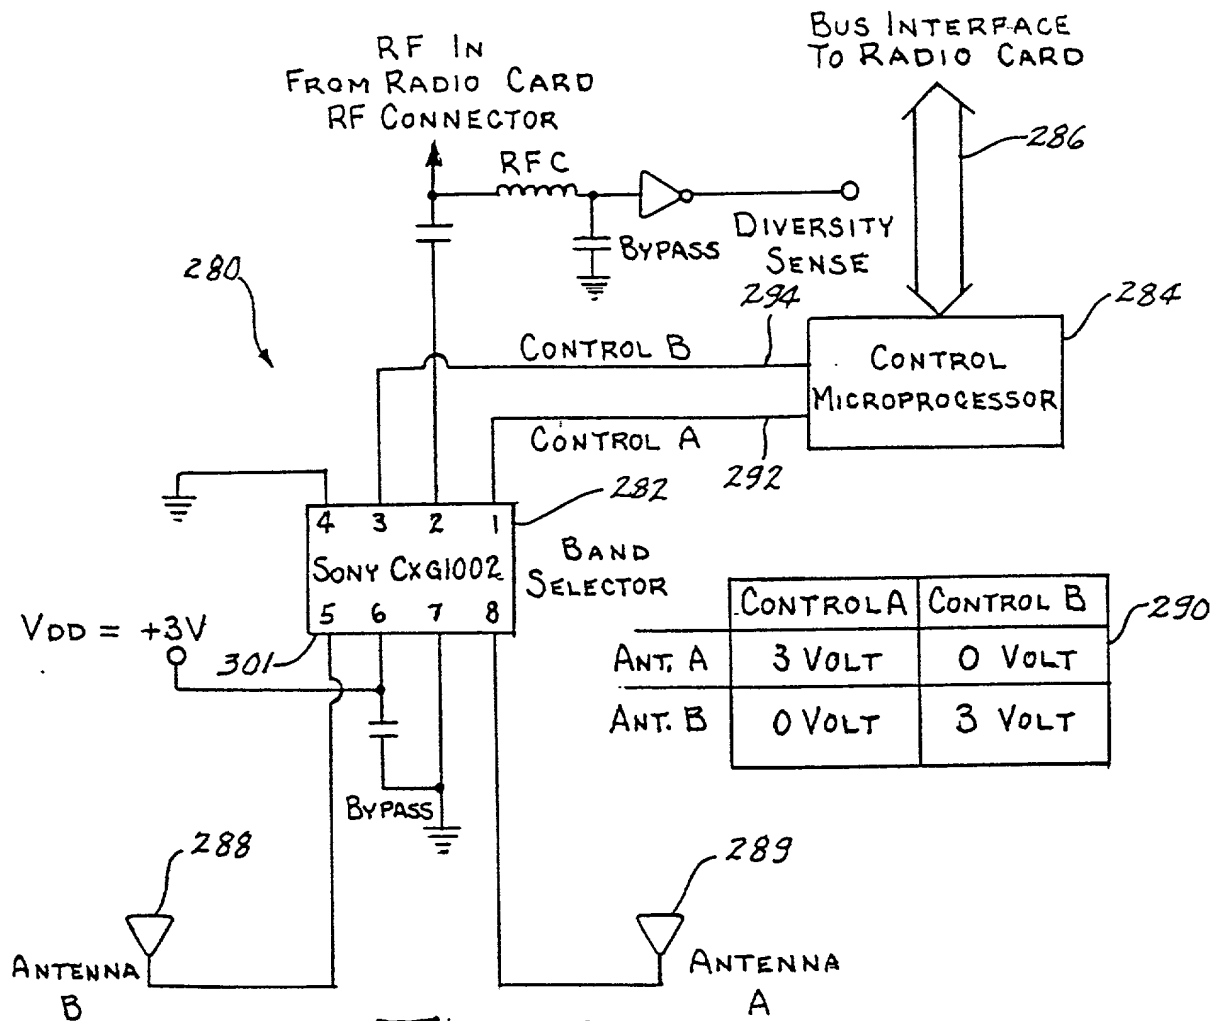 RF IN
FROM RADIO CARD
RF CONNECTOR
BUS INTERFACE
TO RADIO CARD
286
RFC
BYPASS
DIVERSITY
SENSE
280
294
284
CONTROL B
CONTROL
MICROPROCESSOR
CONTROL A
292
282
4 3 2 1
SONY CXG1002
5 6 7 8
BAND
SELECTOR
VDD = +3V
301
CONTROL A CONTROL B
290
ANT. A 3 VOLT 0 VOLT
ANT. B 0 VOLT 3 VOLT
BYPASS
288
289
ANTENNA
B
ANTENNA
A